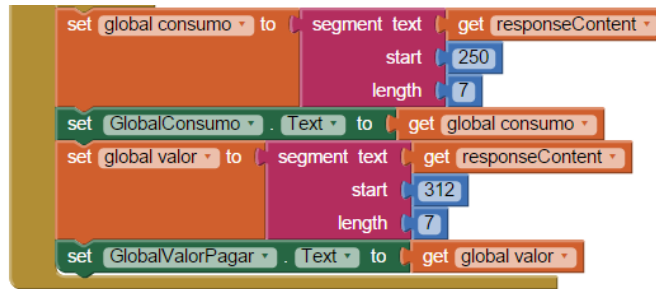 set global consumo to segment text get responseContent
start 250
length 7
set GlobalConsumo . Text to get global consumo
set global valor to segment text get responseContent
start 312
length 7
set GlobalValorPagar . Text to get global valor